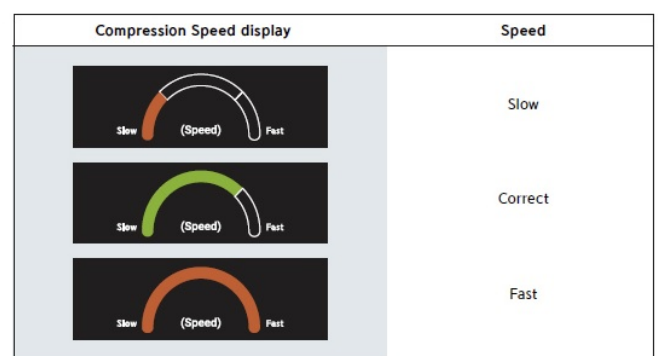 Compression Speed display Speed
Slow (Speed) Fast Slow
Slow (Speed) Fast Correct
Slow (Speed) Fast Fast